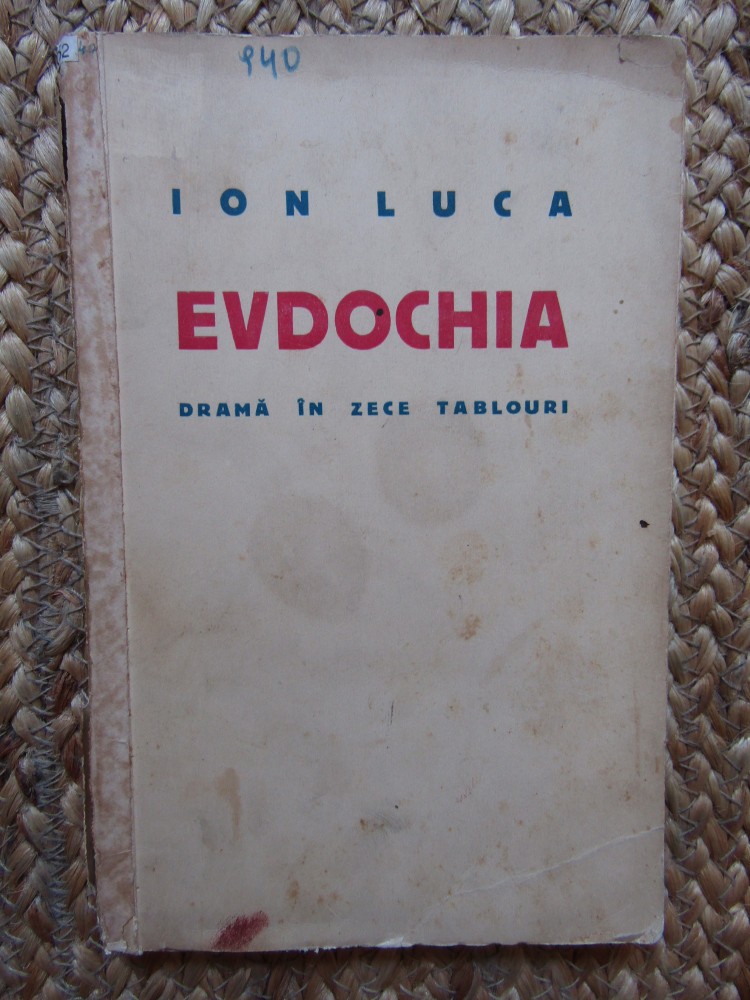 940
ION LUCA
EVDOCHIA
DRAMĂ ÎN ZECE TABLOURI